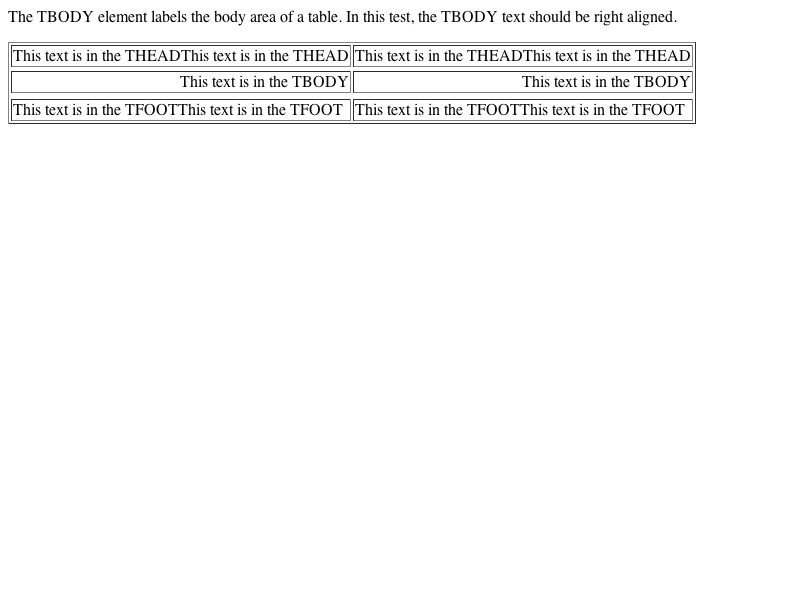 The TBODY element labels the body area of a table. In this test, the TBODY text should be right aligned.
This text is in the THEADThis text is in the THEAD This text is in the THEADThis text is in the THEAD
This text is in the TBODY This text is in the TBODY
This text is in the TFOOTThis text is in the TFOOT This text is in the TFOOTThis text is in the TFOOT